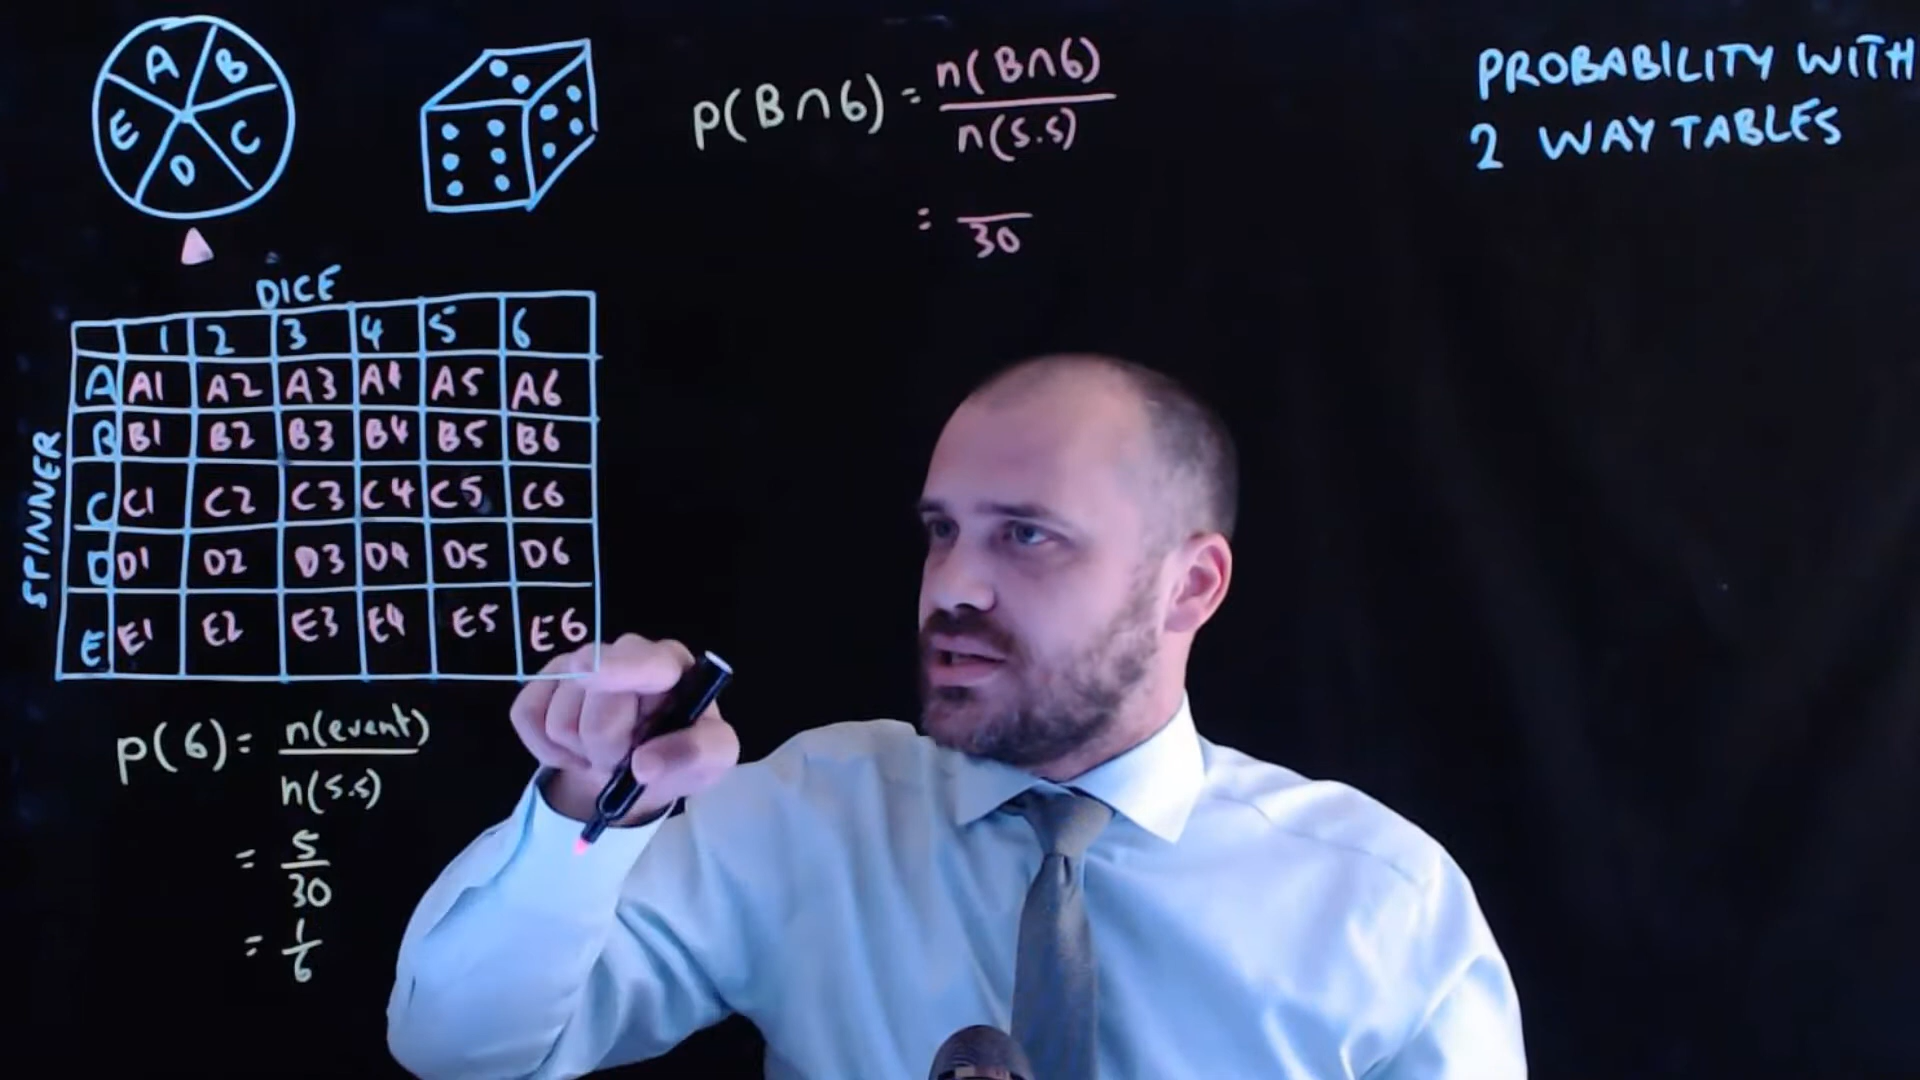 A B C D E
P(B∩6) = n(B∩6) / n(s.s)
= /30
PROBABILITY WITH
2 WAY TABLES
DICE
SPINNER
1 2 3 4 5 6
A A1 A2 A3 A4 A5 A6
B B1 B2 B3 B4 B5 B6
C C1 C2 C3 C4 C5 C6
D D1 D2 D3 D4 D5 D6
E E1 E2 E3 E4 E5 E6
P(6) = n(event) / n(s.s)
= 5/30
= 1/6